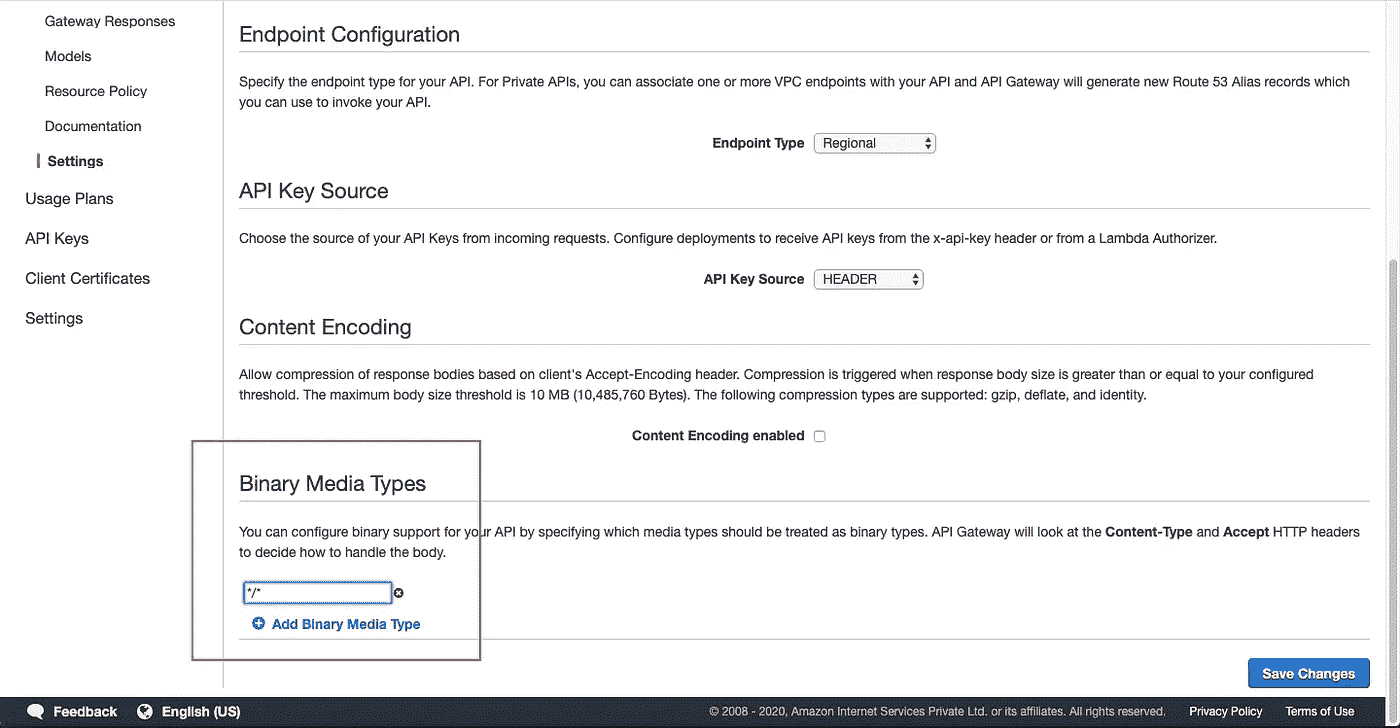 Gateway Responses
Models
Resource Policy
Documentation
Settings
Usage Plans
API Keys
Client Certificates
Settings
Endpoint Configuration
Specify the endpoint type for your API. For Private APIs, you can associate one or more VPC endpoints with your API and API Gateway will generate new Route 53 Alias records which
you can use to invoke your API.
Endpoint Type Regional
API Key Source
Choose the source of your API Keys from incoming requests. Configure deployments to receive API keys from the x-api-key header or from a Lambda Authorizer.
API Key Source HEADER
Content Encoding
Allow compression of response bodies based on client's Accept-Encoding header. Compression is triggered when response body size is greater than or equal to your configured
threshold. The maximum body size threshold is 10 MB (10,485,760 Bytes). The following compression types are supported: gzip, deflate, and identity.
Content Encoding enabled
Binary Media Types
You can configure binary support for your API by specifying which media types should be treated as binary types. API Gateway will look at the Content-Type and Accept HTTP headers
to decide how to handle the body.
*/*
Add Binary Media Type
Save Changes
Feedback English (US) © 2008 - 2020, Amazon Internet Services Private Ltd. or its affiliates. All rights reserved. Privacy Policy Terms of Use